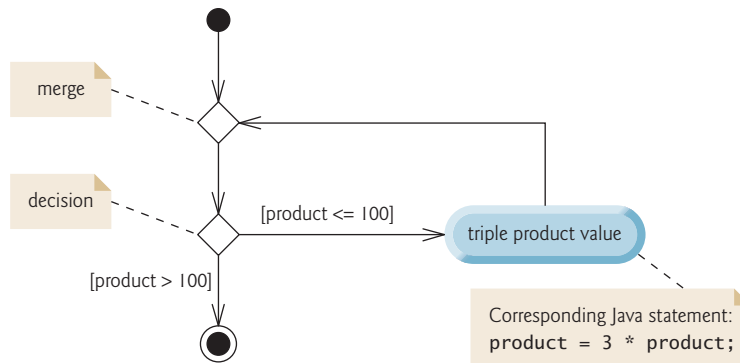 merge
decision
[product <= 100]
triple product value
[product > 100]
Corresponding Java statement:
product = 3 * product;